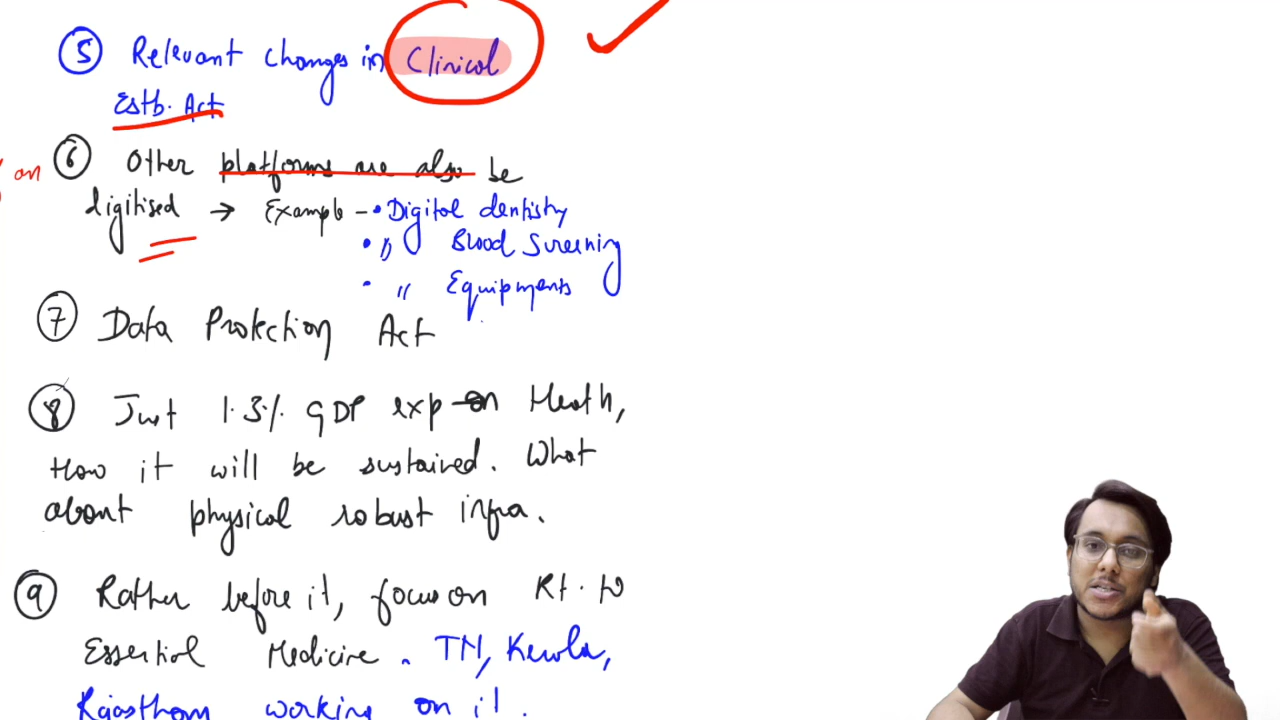 5 Relevant changes in Clinical
Estb. Act
on
6 Other platforms are also be
digitised → Example - • Digital dentistry
• " Blood Screening
• " Equipments
7 Data Protection Act
8 Just 1.3% GDP exp on Heath,
How it will be sustained. What
about physical robust infra.
9 Rather before it, focus on Rt. to
Essential Medicine. TN, Kerala,
Rajasthan working on it.